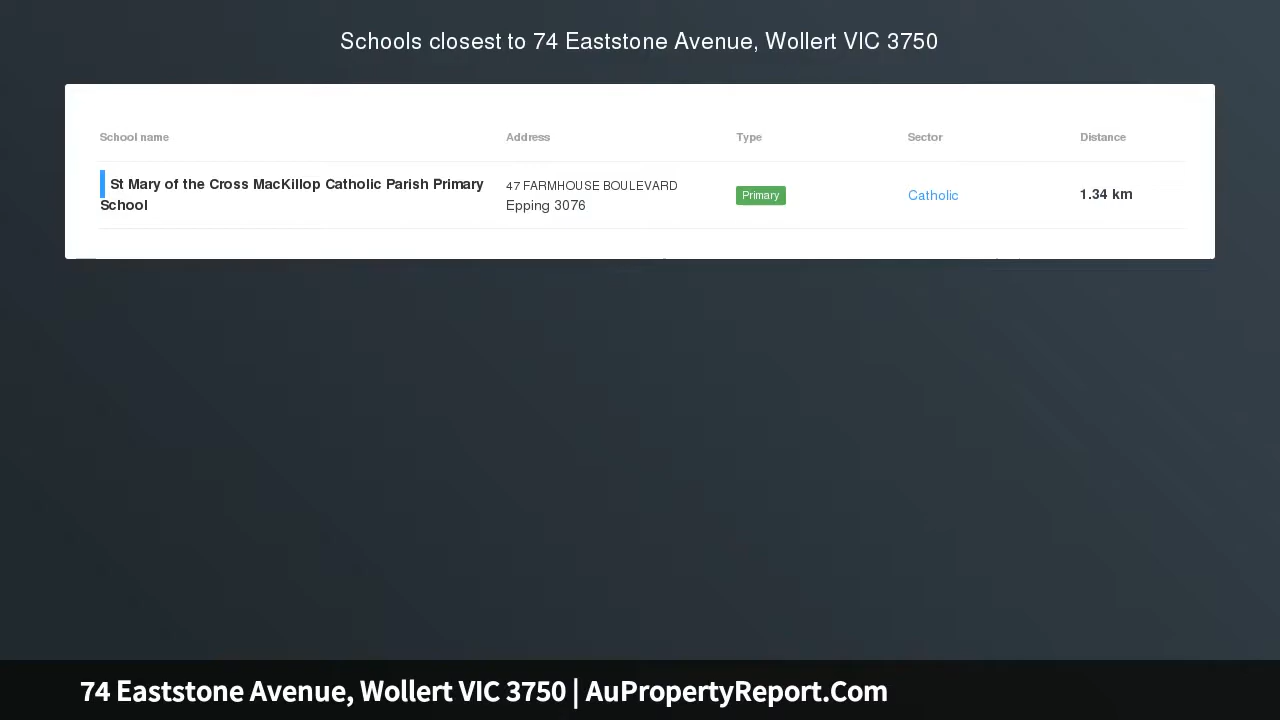 Schools closest to 74 Eaststone Avenue, Wollert VIC 3750
School name Address Type Sector Distance
St Mary of the Cross MacKillop Catholic Parish Primary School 47 FARMHOUSE BOULEVARD Epping 3076 Primary Catholic 1.34 km
74 Eaststone Avenue, Wollert VIC 3750 | AuPropertyReport.Com